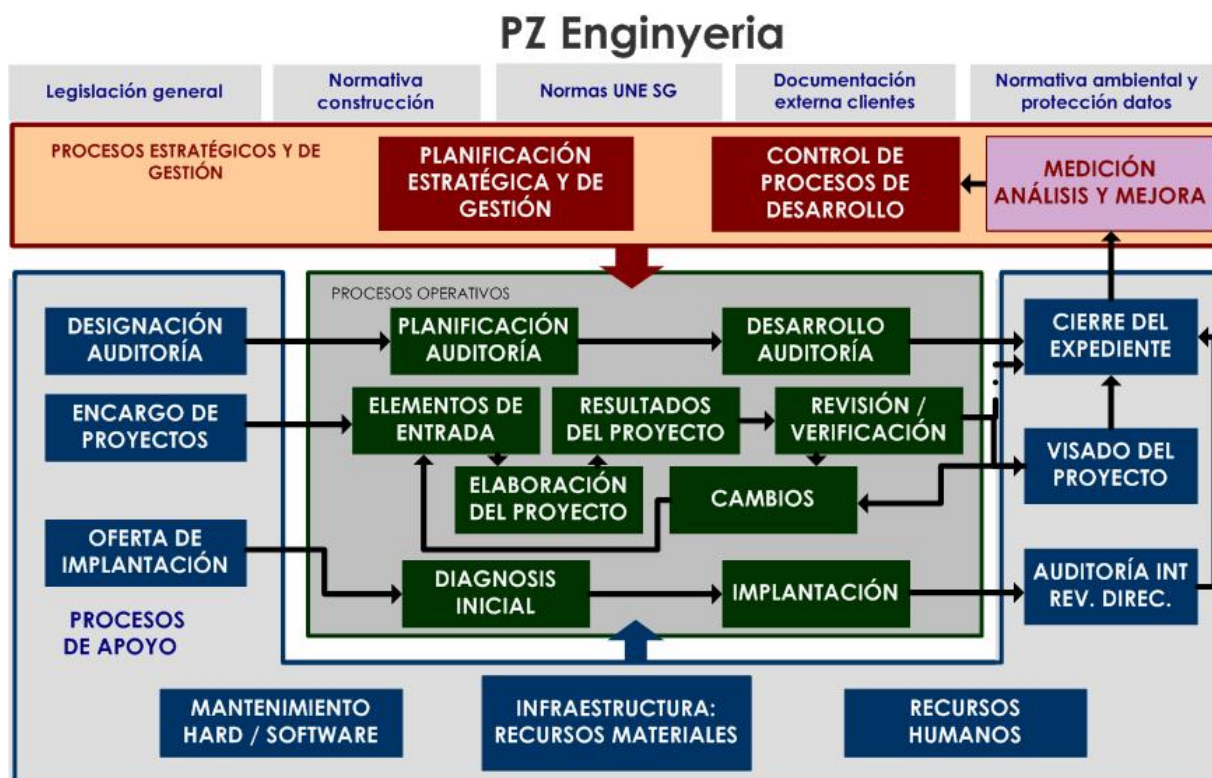 PZ Enginyeria
Legislación general
Normativa
construcción
Normas UNE SG
Documentación
externa clientes
Normativa ambiental y
protección datos
PROCESOS ESTRATÉGICOS Y DE
GESTIÓN
PLANIFICACIÓN
ESTRATÉGICA Y DE
GESTIÓN
CONTROL DE
PROCESOS DE
DESARROLLO
MEDICIÓN
ANÁLISIS Y MEJORA
PROCESOS OPERATIVOS
DESIGNACIÓN
AUDITORÍA
PLANIFICACIÓN
AUDITORÍA
DESARROLLO
AUDITORÍA
CIERRE DEL
EXPEDIENTE
ENCARGO DE
PROYECTOS
ELEMENTOS DE
ENTRADA
RESULTADOS
DEL PROYECTO
REVISIÓN /
VERIFICACIÓN
ELABORACIÓN
DEL PROYECTO
CAMBIOS
VISADO DEL
PROYECTO
OFERTA DE
IMPLANTACIÓN
DIAGNOSIS
INICIAL
IMPLANTACIÓN
AUDITORÍA INT
REV. DIREC.
PROCESOS
DE APOYO
MANTENIMIENTO
HARD / SOFTWARE
INFRAESTRUCTURA:
RECURSOS MATERIALES
RECURSOS
HUMANOS